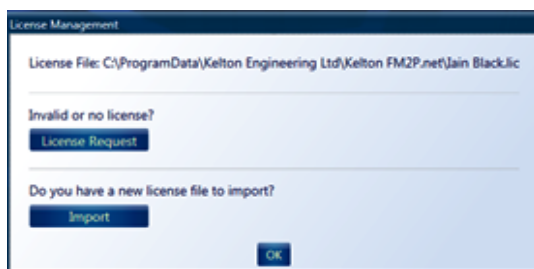 License Management
License File: C:\ProgramData\Kelton Engineering Ltd\Kelton FM2P.net\Iain Black.lic
Invalid or no license?
License Request
Do you have a new license file to import?
Import
OK